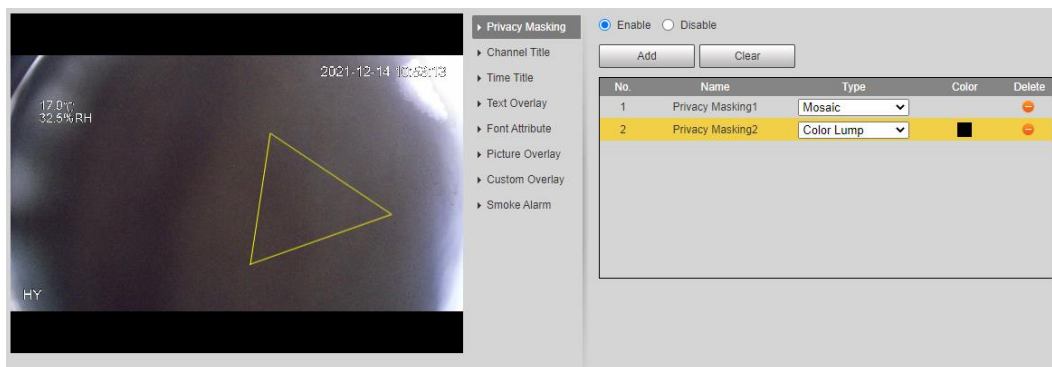 2021-12-14 10:53:13
17.0℃
32.5%RH
HY
Privacy Masking
Channel Title
Time Title
Text Overlay
Font Attribute
Picture Overlay
Custom Overlay
Smoke Alarm
Enable Disable
Add Clear
No. Name Type Color Delete
1 Privacy Masking1 Mosaic
2 Privacy Masking2 Color Lump